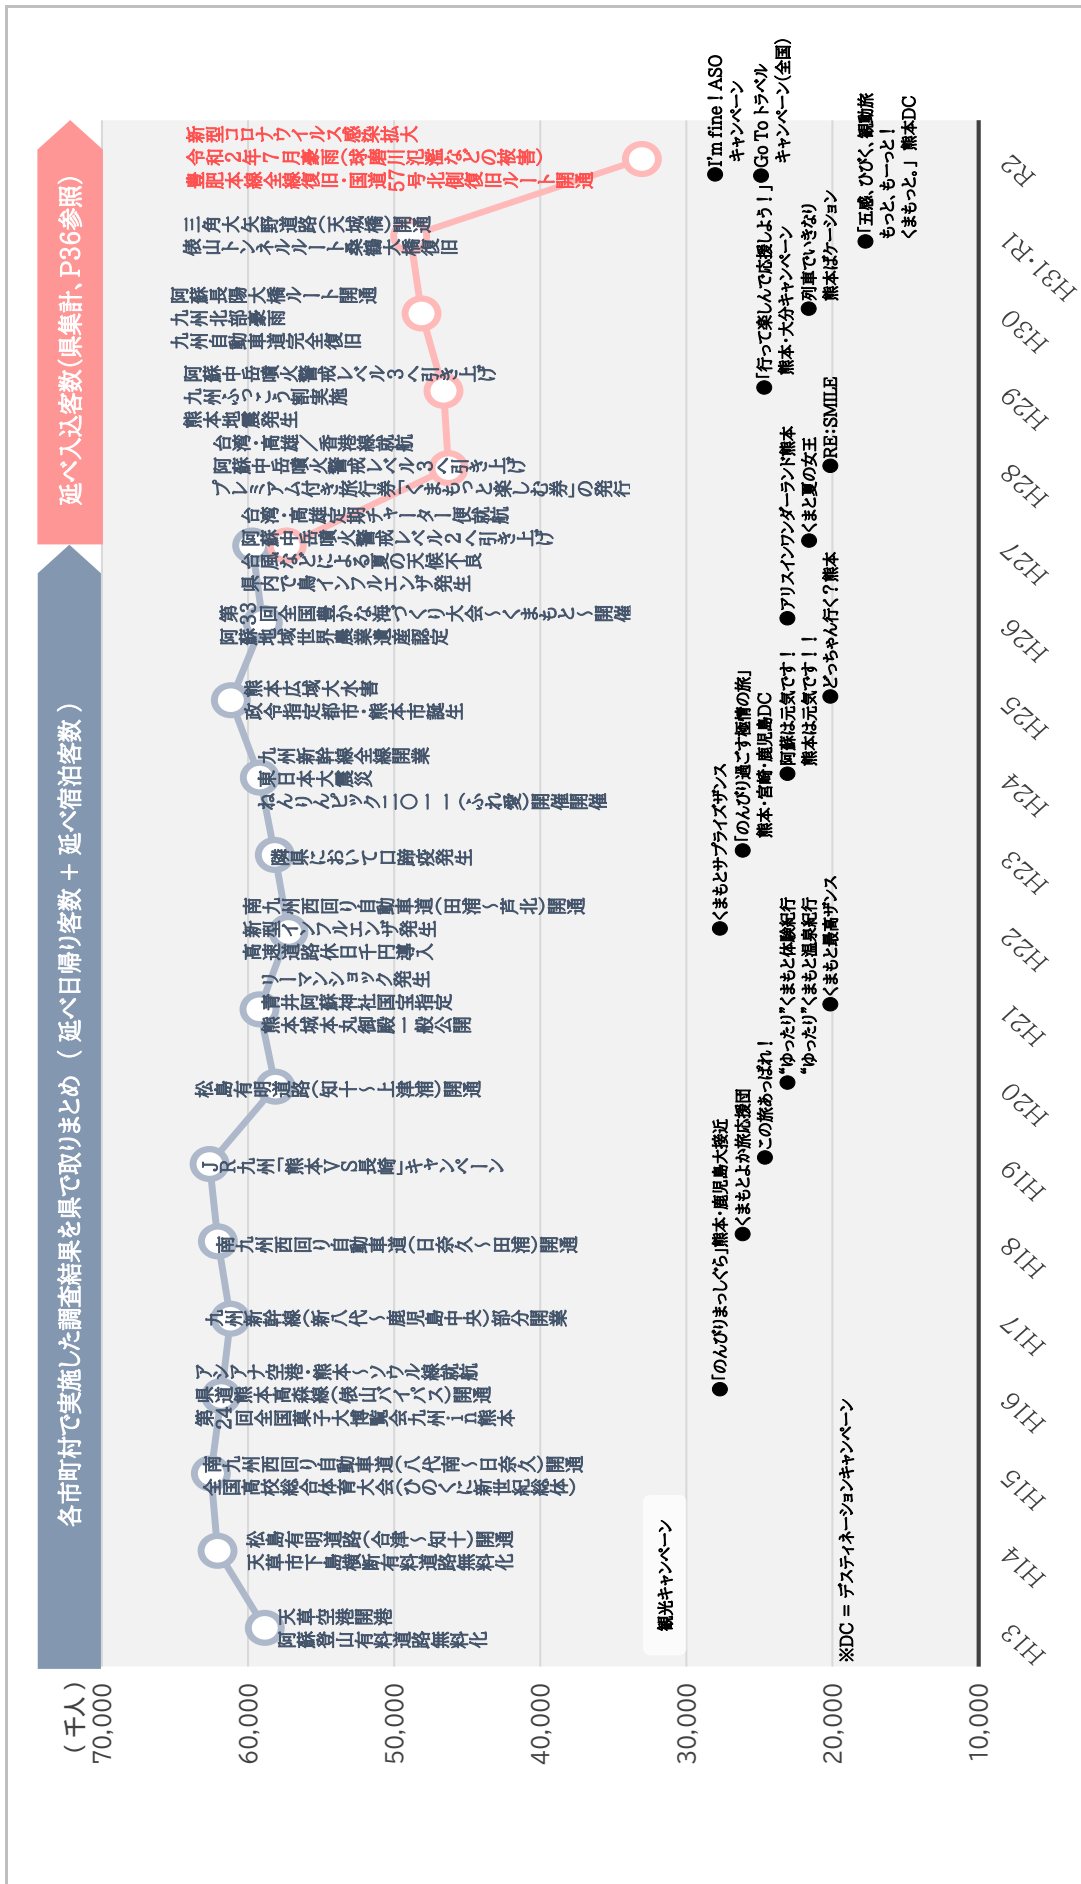 各市町村で実施した調査結果を県で取りまとめ （ 延べ日帰り客数 ＋ 延べ宿泊客数 ）
延べ入込客数（県集計、P36参照）
（ 千人 ）
70,000
60,000
50,000
40,000
30,000
20,000
10,000
天草空港開港
阿蘇登山有料道路無料化
松島有明道路（合津～知十）開通
天草市下島横断有料道路無料化
南九州西回り自動車道（八代南～日奈久）開通
全国高校総合体育大会（ひのくに新世紀総体）
アシアナ空港・熊本～ソウル線就航
県道熊本高森線（俵山バイパス）開通
第24回全国菓子大博覧会九州・in熊本
九州新幹線（新八代～鹿児島中央）部分開業
南九州西回り自動車道（日奈久～田浦）開通
JR九州「熊本VS長崎」キャンペーン
松島有明道路（知十～上津浦）開通
リーマンショック発生
青井阿蘇神社国宝指定
熊本城本丸御殿一般公開
南九州西回り自動車道（田浦～芦北）開通
新型インフルエンザ発生
高速道路休日千円導入
隣県において口蹄疫発生
九州新幹線全線開業
東日本大震災
ねんりんピック二〇一一（ふれ愛）開催開催
熊本広域大水害
政令指定都市・熊本市誕生
第33回全国豊かな海づくり大会～くまもと～開催
阿蘇地域世界農業遺産認定
台湾・高雄定期チャーター便就航
阿蘇中岳噴火警戒レベル２へ引き上げ
台風などによる夏の天候不良
県内で鳥インフルエンザ発生
台湾・高雄／香港線就航
阿蘇中岳噴火警戒レベル３へ引き上げ
プレミアム付き旅行券「くまもっと楽しむ券」の発行
阿蘇中岳噴火警戒レベル３へ引き上げ
九州ふっこう割実施
熊本地震発生
阿蘇長陽大橋ルート開通
九州北部豪雨
九州自動車道完全復旧
三角大矢野道路（天城橋）開通
俵山トンネルルート桑鶴大橋復旧
新型コロナウイルス感染拡大
令和２年７月豪雨（球磨川氾濫などの被害）
豊肥本線全線復旧・国道57号北側復旧ルート開通
観光キャンペーン
●「のんびりまっしぐら」熊本・鹿児島大接近
●くまもとよか旅応援団
●この旅あっぱれ！
●“ゆったり”くまもと体験紀行
“ゆったり”くまもと温泉紀行
●くまもと最高ザンス
●くまもとサプライズザンス
●「のんびり過ごす極情の旅」
熊本・宮崎・鹿児島DC
●阿蘇は元気です！
熊本は元気です！！
●どっちゃん行く？熊本
●アリスインワンダーランド熊本
●くまもと夏の女王
●RE:SMILE
●「行って楽しんで応援しよう！」
熊本・大分キャンペーン
●列車でいきなり
熊本ばケーション
●I'm fine！ASO
キャンペーン
●Go To トラベル
キャンペーン（全国）
●「五感、ひびく、観動旅
もっと、もーっと！
くまもっと。」 熊本DC
※DC ＝ デスティネーションキャンペーン
H13
H14
H15
H16
H17
H18
H19
H20
H21
H22
H23
H24
H25
H26
H27
H28
H29
H30
H31・R1
R2